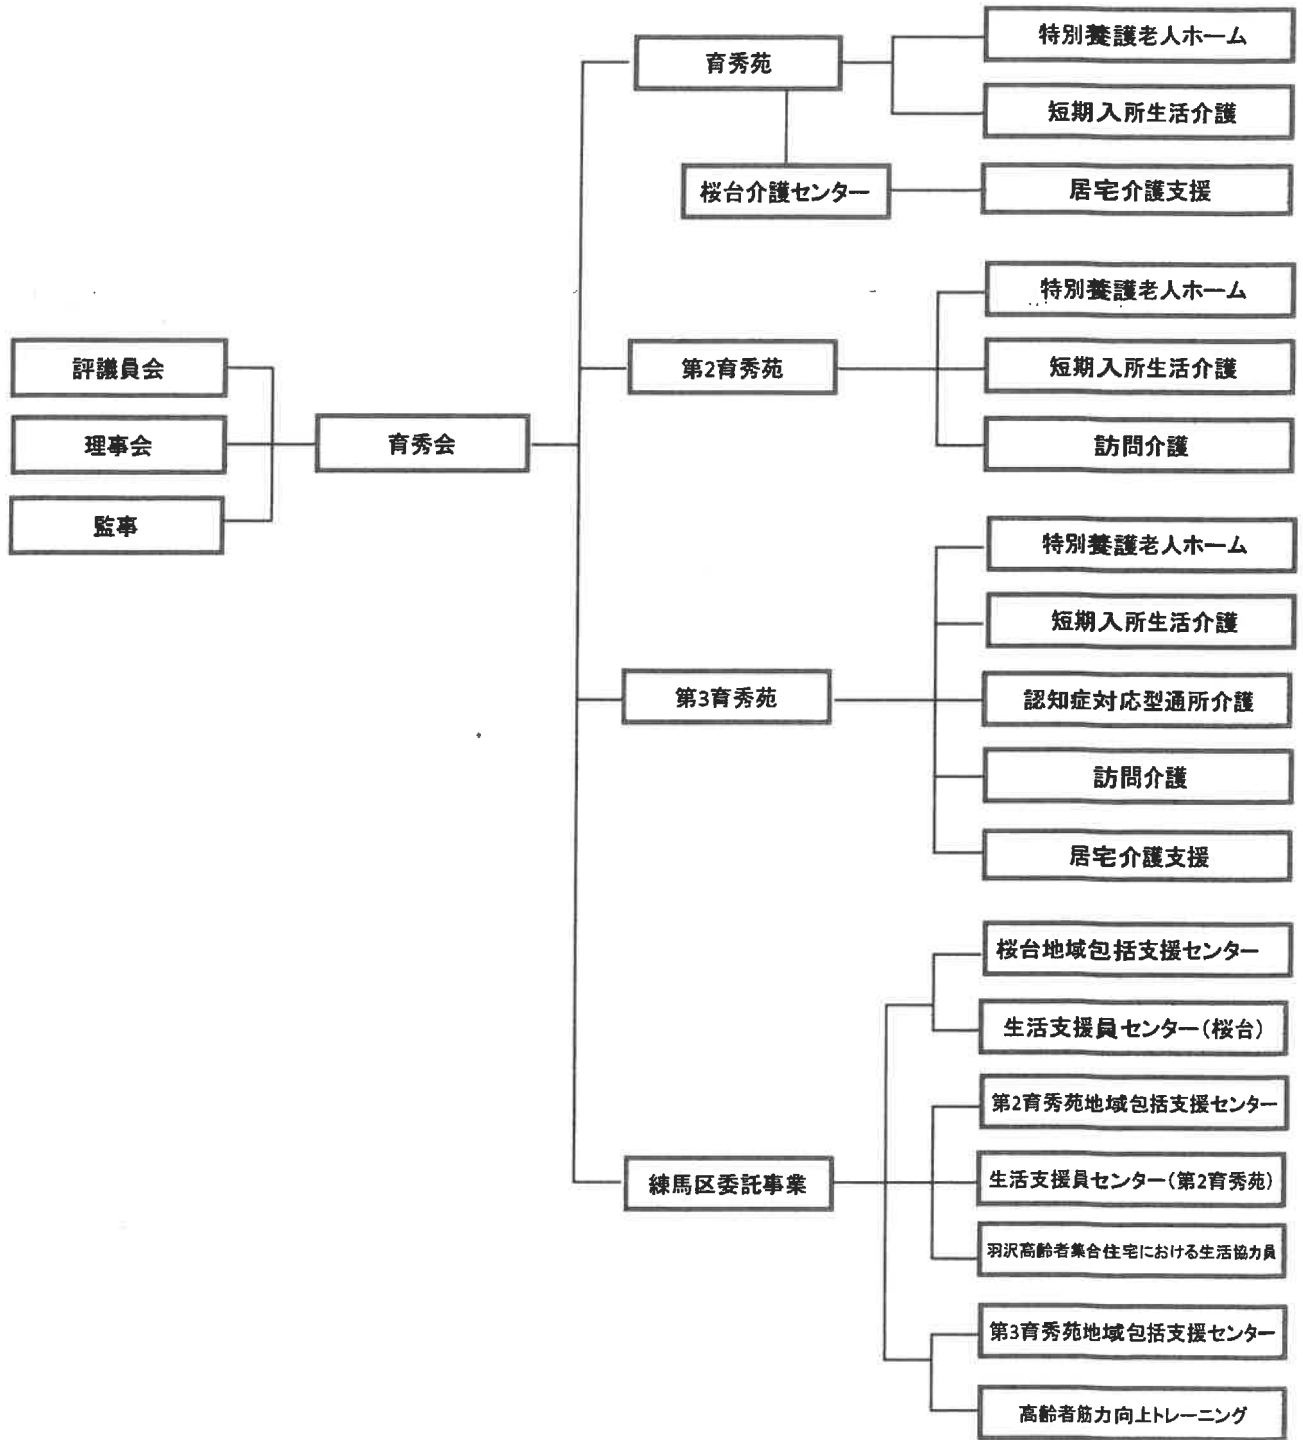 評議員会
理事会
監事
育秀会
育秀苑
特別養護老人ホーム
短期入所生活介護
桜台介護センター
居宅介護支援
第2育秀苑
特別養護老人ホーム
短期入所生活介護
訪問介護
第3育秀苑
特別養護老人ホーム
短期入所生活介護
認知症対応型通所介護
訪問介護
居宅介護支援
練馬区委託事業
桜台地域包括支援センター
生活支援員センター(桜台)
第2育秀苑地域包括支援センター
生活支援員センター(第2育秀苑)
羽沢高齢者集合住宅における生活協力員
第3育秀苑地域包括支援センター
高齢者筋力向上トレーニング